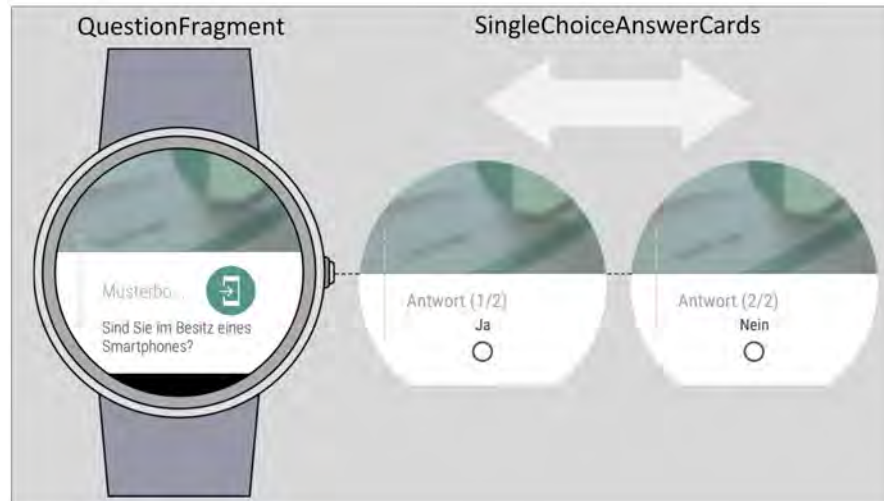 QuestionFragment
SingleChoiceAnswerCards
Musterbo...
Sind Sie im Besitz eines
Smartphones?
Antwort (1/2)
Ja
Antwort (2/2)
Nein